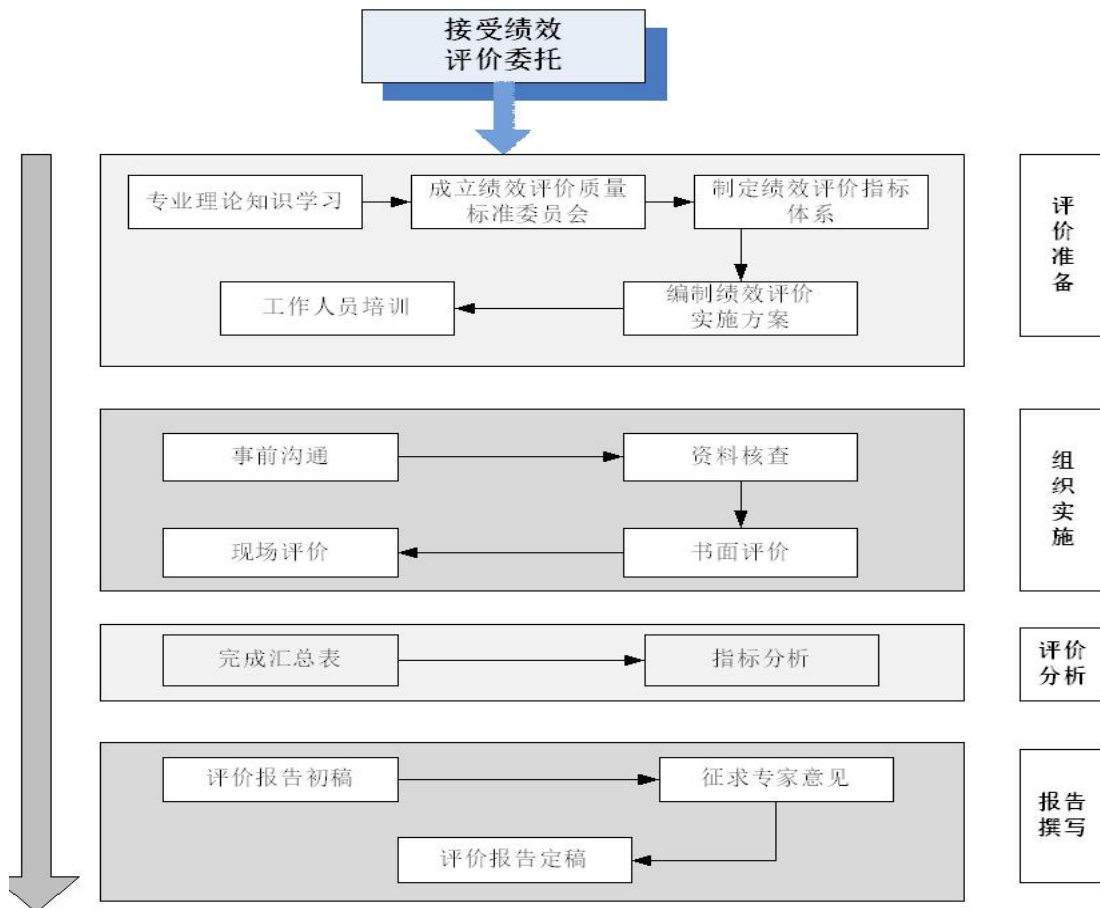 接受绩效
评价委托
专业理论知识学习
成立绩效评价质量
标准委员会
制定绩效评价指标
体系
编制绩效评价
实施方案
工作人员培训
评
价
准
备
事前沟通
资料核查
书面评价
现场评价
组
织
实
施
完成汇总表
指标分析
评价
分析
评价报告初稿
征求专家意见
评价报告定稿
报告
撰写